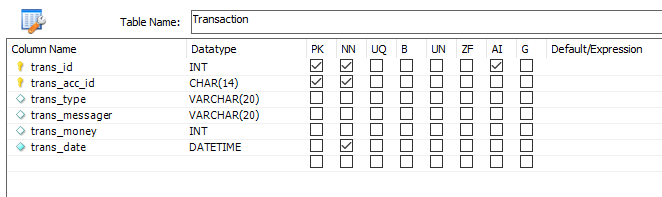 Table Name: Transaction
Column Name Datatype PK NN UQ B UN ZF AI G Default/Expression
trans_id INT
trans_acc_id CHAR(14)
trans_type VARCHAR(20)
trans_messager VARCHAR(20)
trans_money INT
trans_date DATETIME